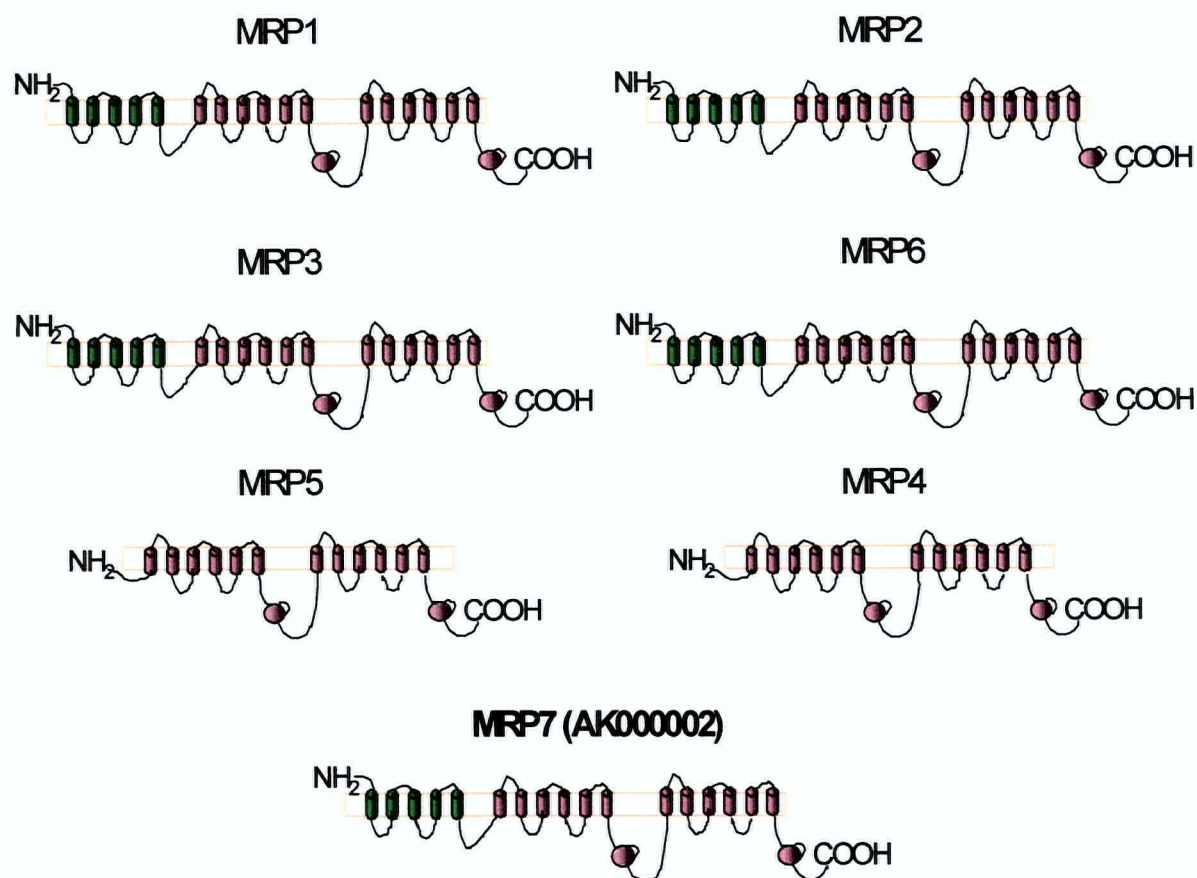 MRP1
NH2
COOH
MRP2
NH2
COOH
MRP3
NH2
COOH
MRP6
NH2
COOH
MRP5
NH2
COOH
MRP4
NH2
COOH
MRP7 (AK000002)
NH2
COOH